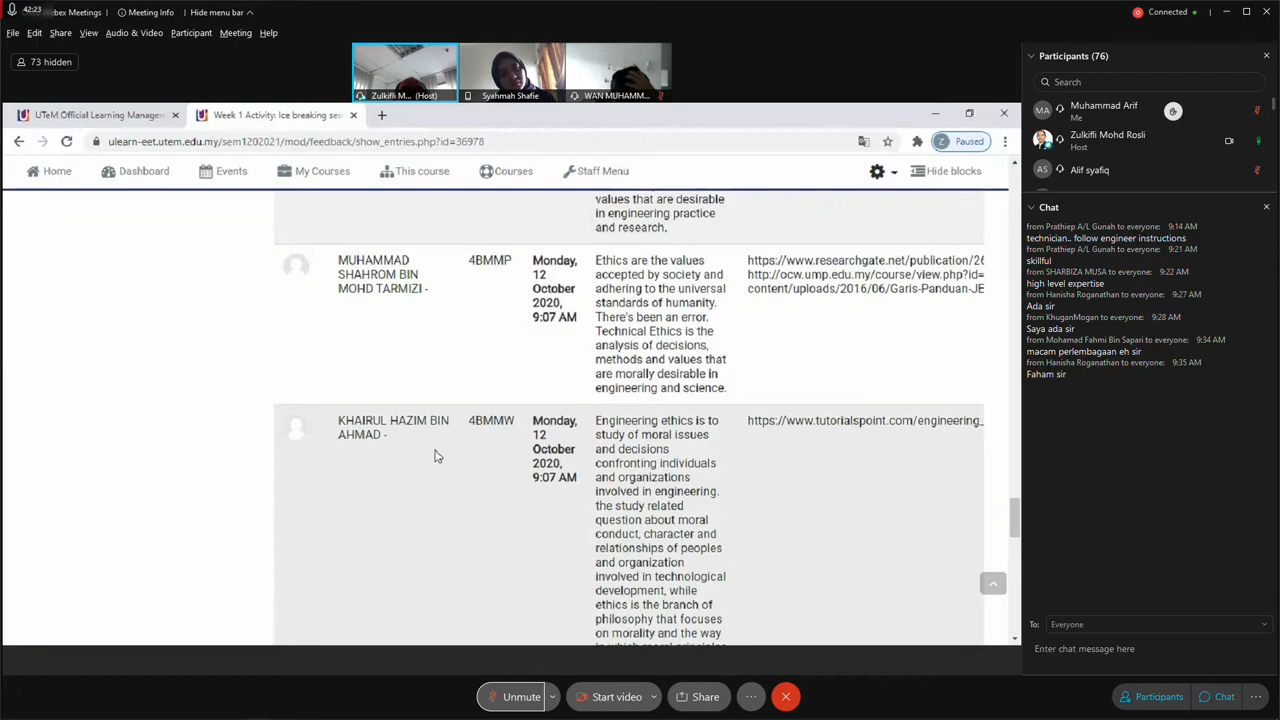 42:23
Webex Meetings
Meeting Info
Hide menu bar
Connected
File Edit Share View Audio & Video Participant Meeting Help
73 hidden
Zulkifli M... (Host)
Syahmah Shafie
WAN MUHAMM...
UTeM Official Learning Managem
Week 1 Activity: Ice breaking ses
ulearn-eet.utem.edu.my/sem1202021/mod/feedback/show_entries.php?id=36978
Z Paused
Home Dashboard Events My Courses This course Courses Staff Menu Hide blocks
values that are desirable
in engineering practice
and research.
MUHAMMAD
SHAHROM BIN
MOHD TARMIZI -
4BMMP
Monday,
12
October
2020,
9:07 AM
Ethics are the values
accepted by society and
adhering to the universal
standards of humanity.
There's been an error.
Technical Ethics is the
analysis of decisions,
methods and values that
are morally desirable in
engineering and science.
https://www.researchgate.net/publication/26
http://ocw.ump.edu.my/course/view.php?id=
content/uploads/2016/06/Garis-Panduan-JE
KHAIRUL HAZIM BIN
AHMAD -
4BMMW
Monday,
12
October
2020,
9:07 AM
Engineering ethics is to
study of moral issues
and decisions
confronting individuals
and organizations
involved in engineering.
the study related
question about moral
conduct, character and
relationships of peoples
and organization
involved in technological
development, while
ethics is the branch of
philosophy that focuses
on morality and the way
in which moral principles
https://www.tutorialspoint.com/engineering_
Participants (76)
Search
MA
Muhammad Arif
Me
Zulkifli Mohd Rosli
Host
AS
Alif syafiq
Chat
from Prathiep A/L Gunah to everyone: 9:14 AM
technician.. follow engineer instructions
from Prathiep A/L Gunah to everyone: 9:21 AM
skillful
from SHARBIZA MUSA to everyone: 9:22 AM
high level expertise
from Hanisha Roganathan to everyone: 9:27 AM
Ada sir
from KhuganMogan to everyone: 9:28 AM
Saya ada sir
from Mohamad Fahmi Bin Sapari to everyone: 9:34 AM
macam perlembagaan eh sir
from Hanisha Roganathan to everyone: 9:35 AM
Faham sir
To: Everyone
Enter chat message here
Unmute
Start video
Share
Participants
Chat